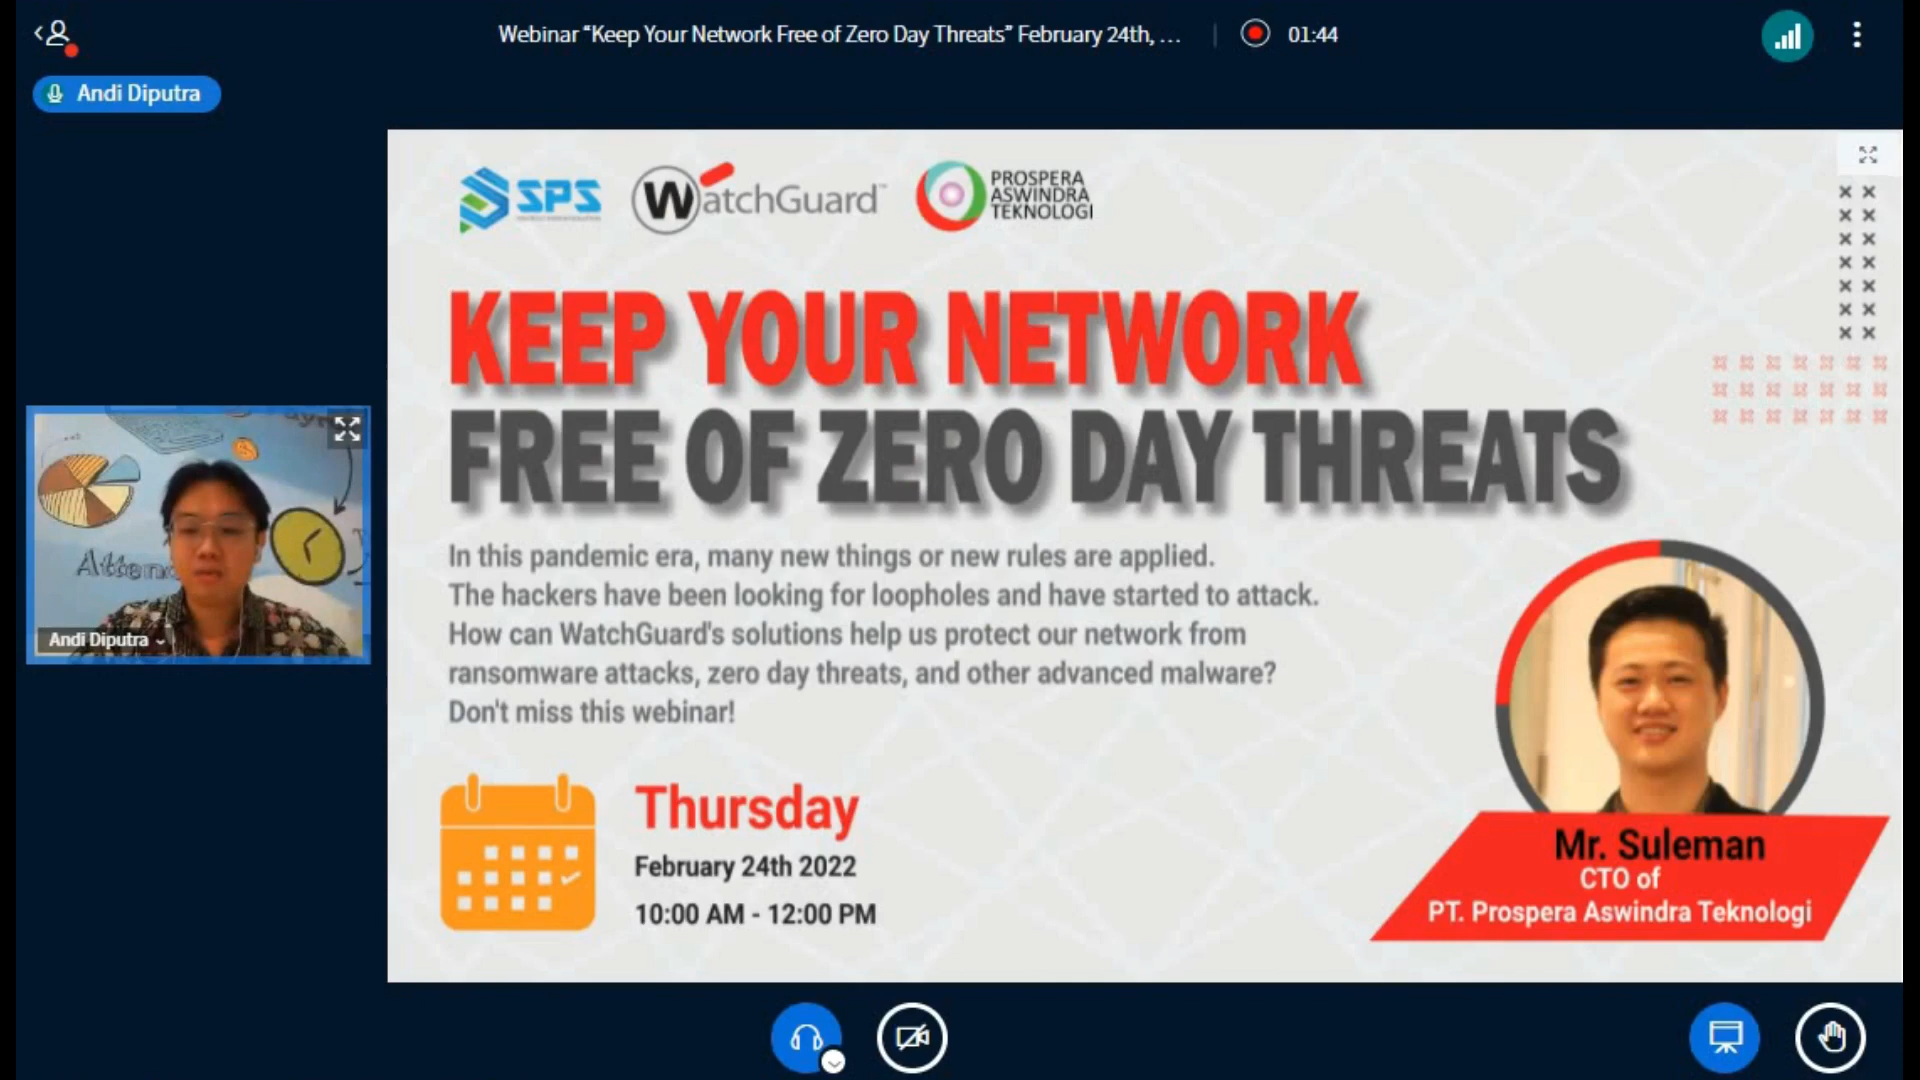 Webinar “Keep Your Network Free of Zero Day Threats” February 24th, ...
01:44
Andi Diputra
SPS
WatchGuard™
PROSPERA
ASWINDRA
TEKNOLOGI
KEEP YOUR NETWORK
FREE OF ZERO DAY THREATS
In this pandemic era, many new things or new rules are applied.
The hackers have been looking for loopholes and have started to attack.
How can WatchGuard's solutions help us protect our network from
ransomware attacks, zero day threats, and other advanced malware?
Don't miss this webinar!
Andi Diputra
Thursday
February 24th 2022
10:00 AM - 12:00 PM
Mr. Suleman
CTO of
PT. Prospera Aswindra Teknologi